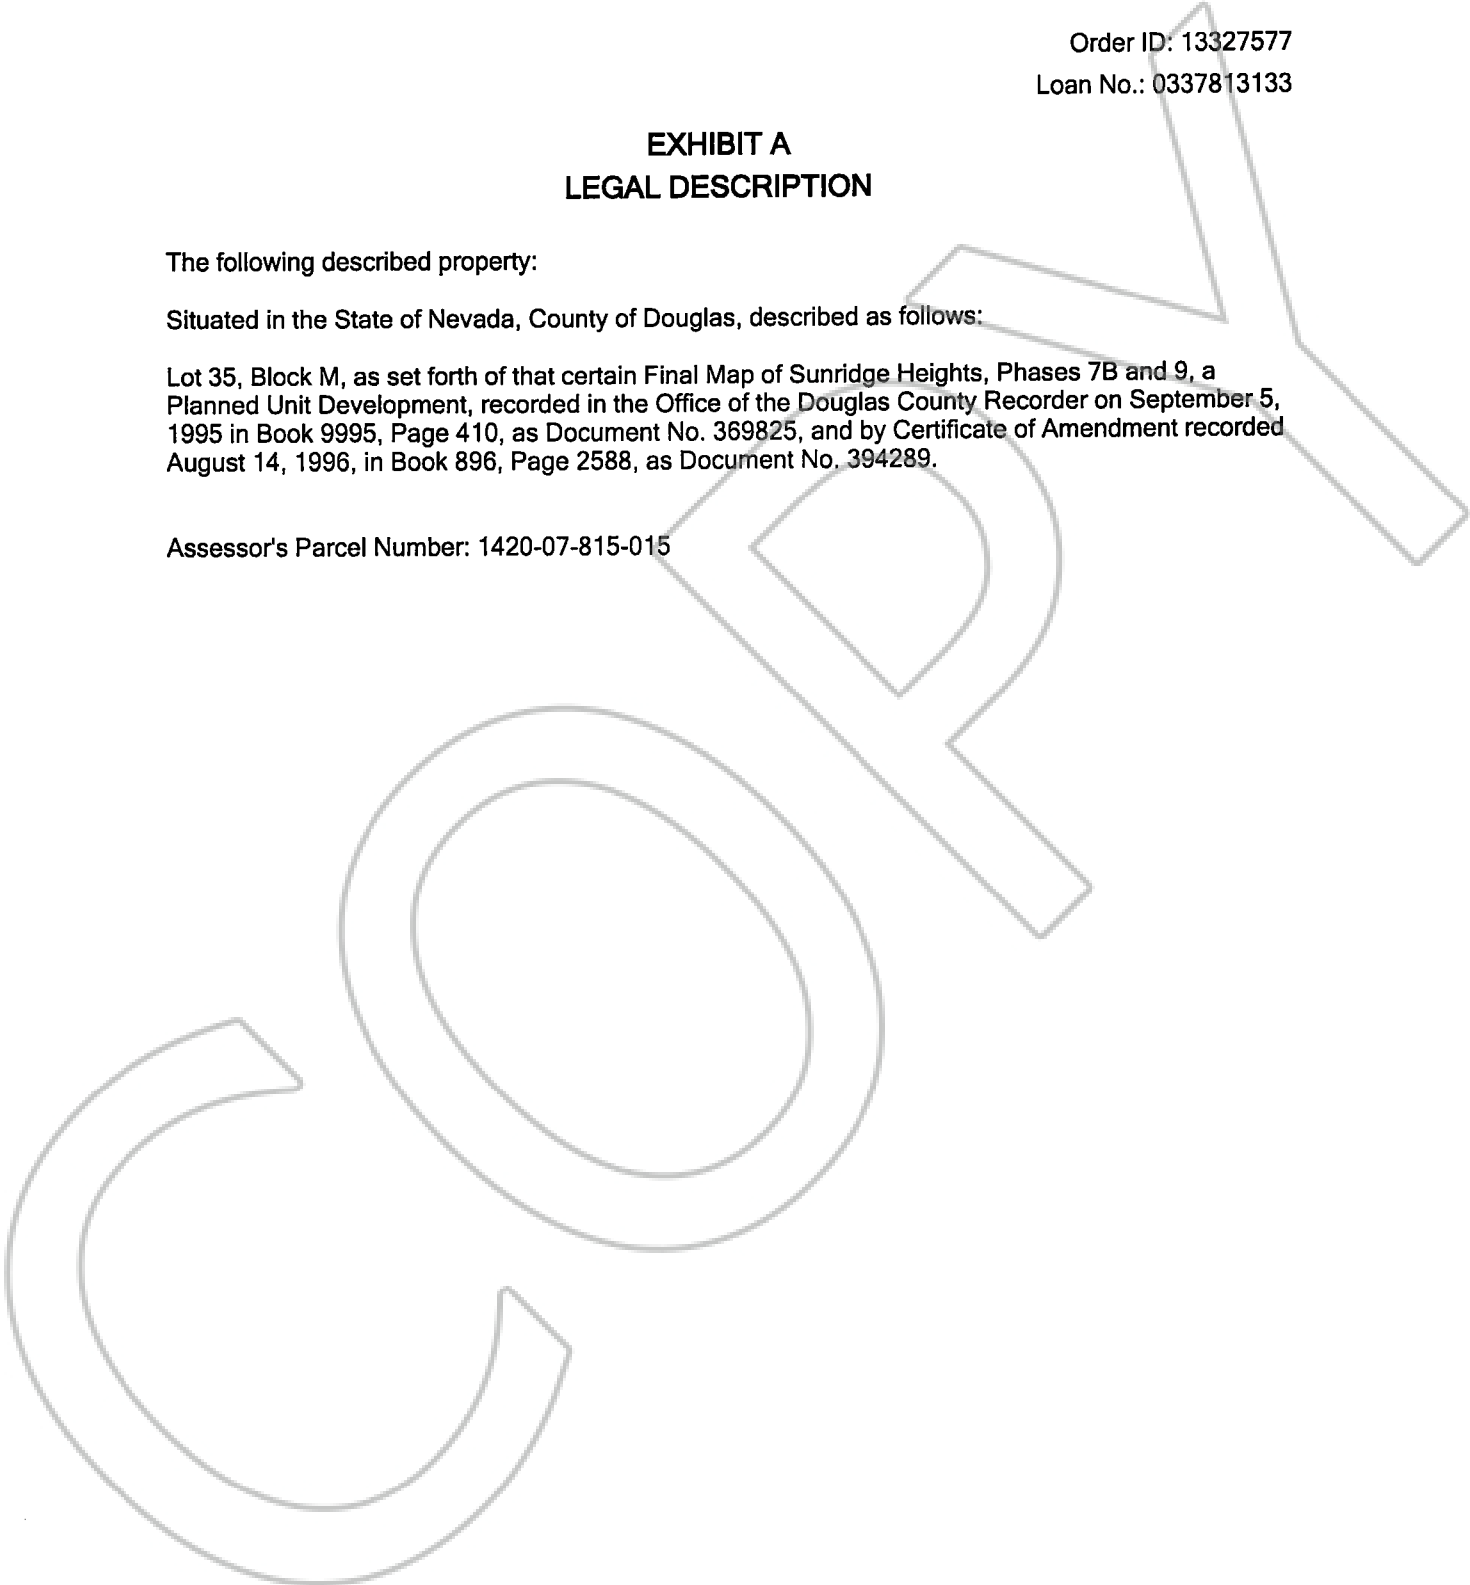 Order ID: 13327577
Loan No.: 0337813133
EXHIBIT A
LEGAL DESCRIPTION
The following described property:
Situated in the State of Nevada, County of Douglas, described as follows:
Lot 35, Block M, as set forth of that certain Final Map of Sunridge Heights, Phases 7B and 9, a
Planned Unit Development, recorded in the Office of the Douglas County Recorder on September 5,
1995 in Book 9995, Page 410, as Document No. 369825, and by Certificate of Amendment recorded
August 14, 1996, in Book 896, Page 2588, as Document No. 394289.
Assessor's Parcel Number: 1420-07-815-015
COPY